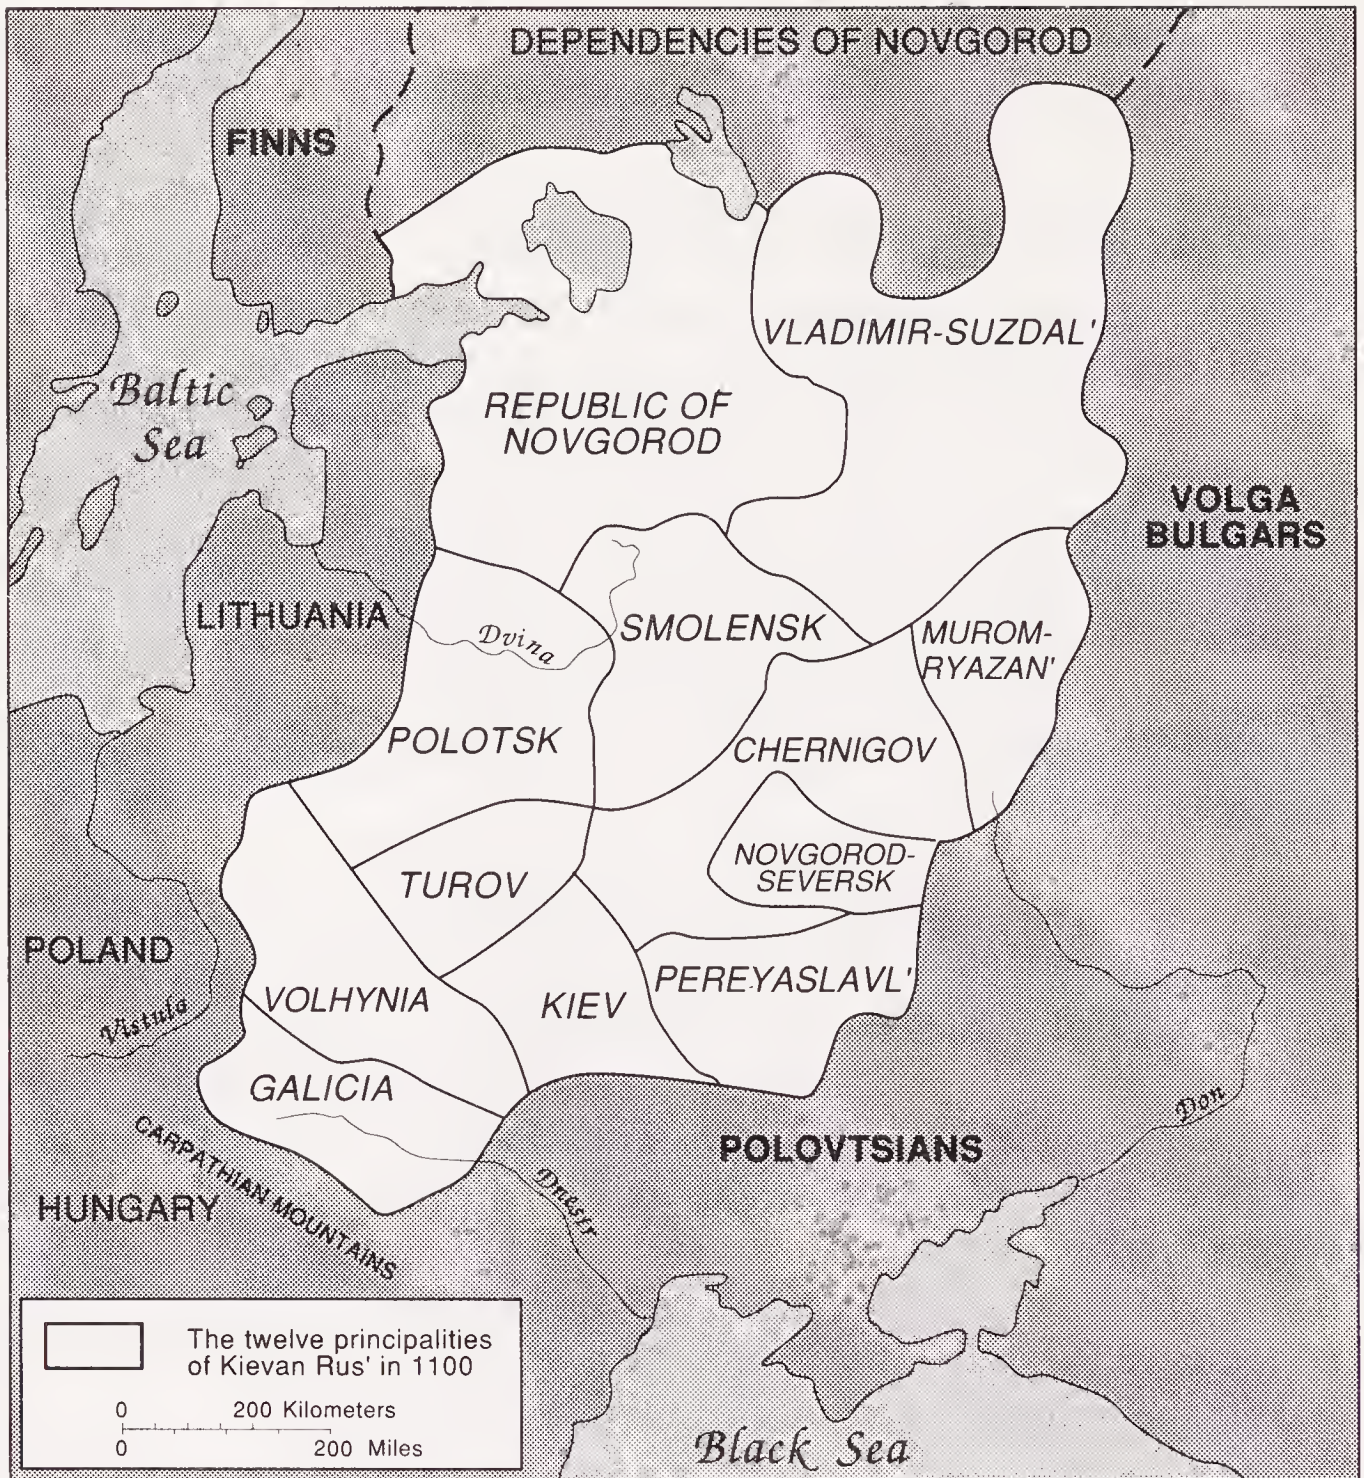 DEPENDENCIES OF NOVGOROD
FINNS
VLADIMIR-SUZDAL'
Baltic
Sea
REPUBLIC OF
NOVGOROD
VOLGA
BULGARS
LITHUANIA
Dvina
SMOLENSK
MUROM-
RYAZAN'
POLOTSK
CHERNIGOV
NOVGOROD-
SEVERSK
TUROV
POLAND
Vistula
VOLHYNIA
KIEV
PEREYASLAVL'
GALICIA
CARPATHIAN MOUNTAINS
HUNGARY
Dnestr
POLOVTSIANS
Don
The twelve principalities
of Kievan Rus' in 1100
0 200 Kilometers
0 200 Miles
Black Sea